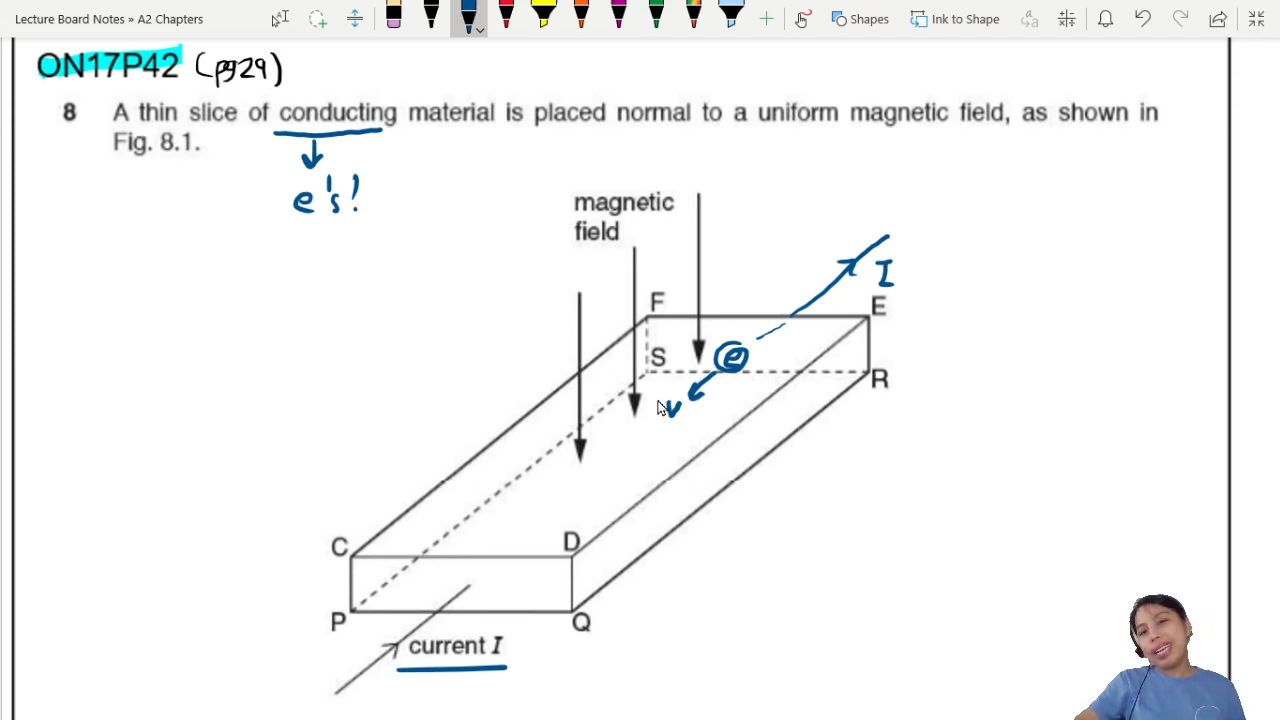 Lecture Board Notes » A2 Chapters
Shapes
Ink to Shape
ON17P42 (pg29)
8 A thin slice of conducting material is placed normal to a uniform magnetic field, as shown in
Fig. 8.1.
e's!
magnetic
field
I
F
E
S
e
R
v
C
D
P
Q
current I